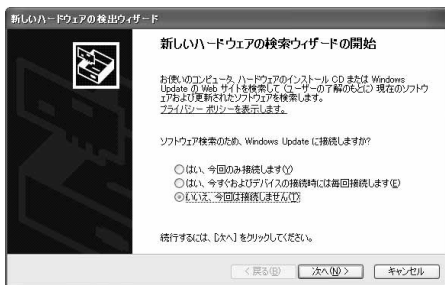 新しいハードウェアの検出ウィザード
新しいハードウェアの検索ウィザードの開始
お使いのコンピュータ、ハードウェアのインストール CD または Windows
Update の Web サイトを検索して (ユーザーの了解のもとに) 現在のソフトウ
ェアおよび更新されたソフトウェアを検索します。
プライバシー ポリシーを表示します。
ソフトウェア検索のため、Windows Update に接続しますか?
はい、今回のみ接続します(Y)
はい、今すぐおよびデバイスの接続時には毎回接続します(E)
いいえ、今回は接続しません(T)
続行するには、[次へ] をクリックしてください。
< 戻る(B) 次へ(N) > キャンセル